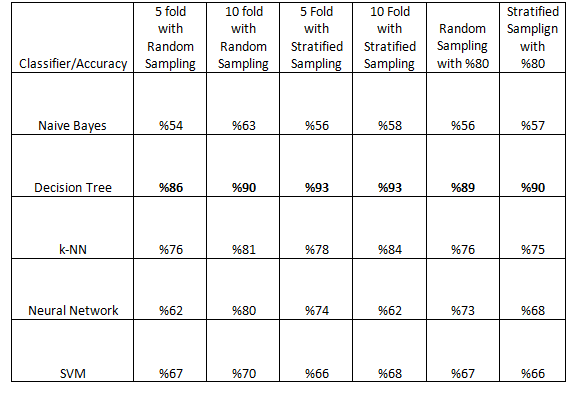 Classifier/Accuracy 5 fold with Random Sampling 10 fold with Random Sampling 5 Fold with Stratified Sampling 10 Fold with Stratified Sampling Random Sampling with %80 Stratified Samplign with %80
Naive Bayes %54 %63 %56 %58 %56 %57
Decision Tree %86 %90 %93 %93 %89 %90
k-NN %76 %81 %78 %84 %76 %75
Neural Network %62 %80 %74 %62 %73 %68
SVM %67 %70 %66 %68 %67 %66